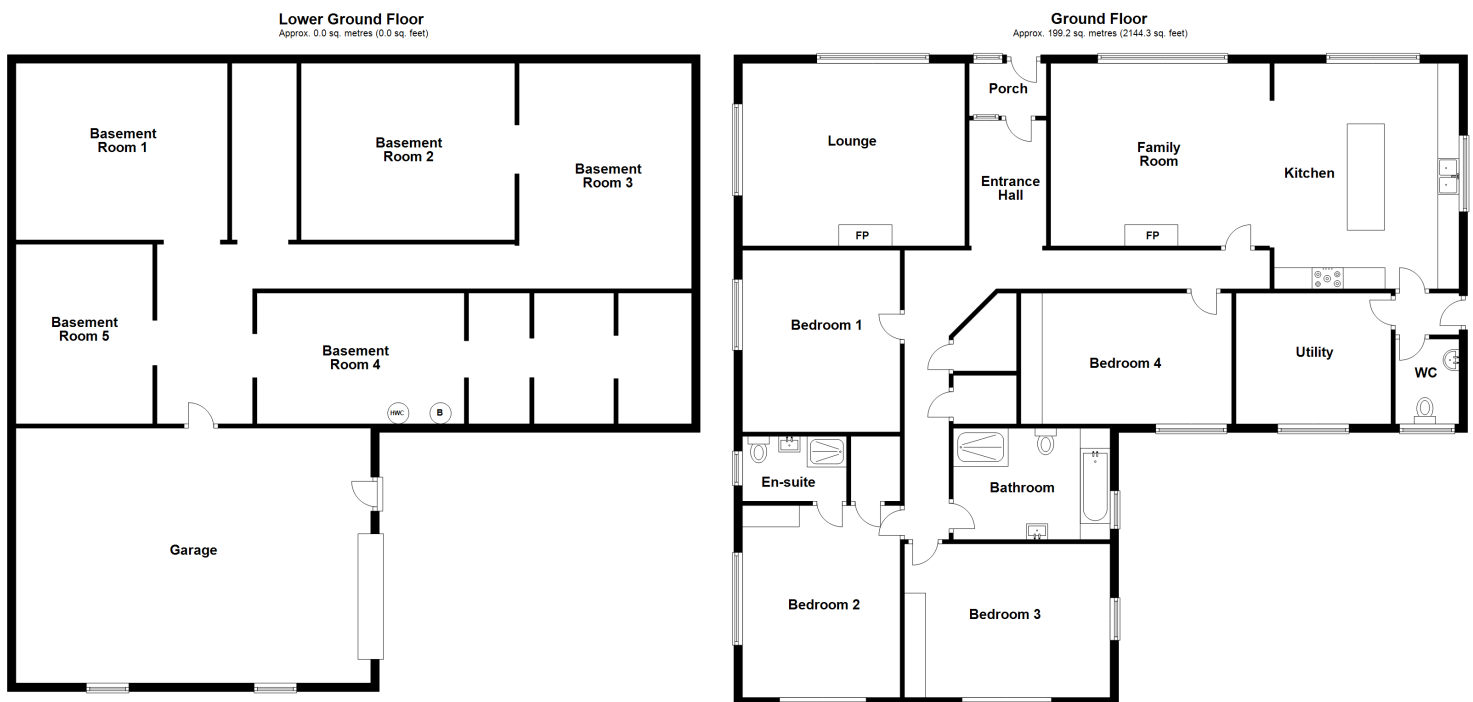 Lower Ground Floor
Approx. 0.0 sq. metres (0.0 sq. feet)
Basement
Room 1
Basement
Room 2
Basement
Room 3
Basement
Room 5
Basement
Room 4
HWC
B
Garage
Ground Floor
Approx. 199.2 sq. metres (2144.3 sq. feet)
Porch
Lounge
Family
Room
Kitchen
Entrance
Hall
FP
FP
Bedroom 1
Bedroom 4
Utility
WC
En-suite
Bathroom
Bedroom 2
Bedroom 3